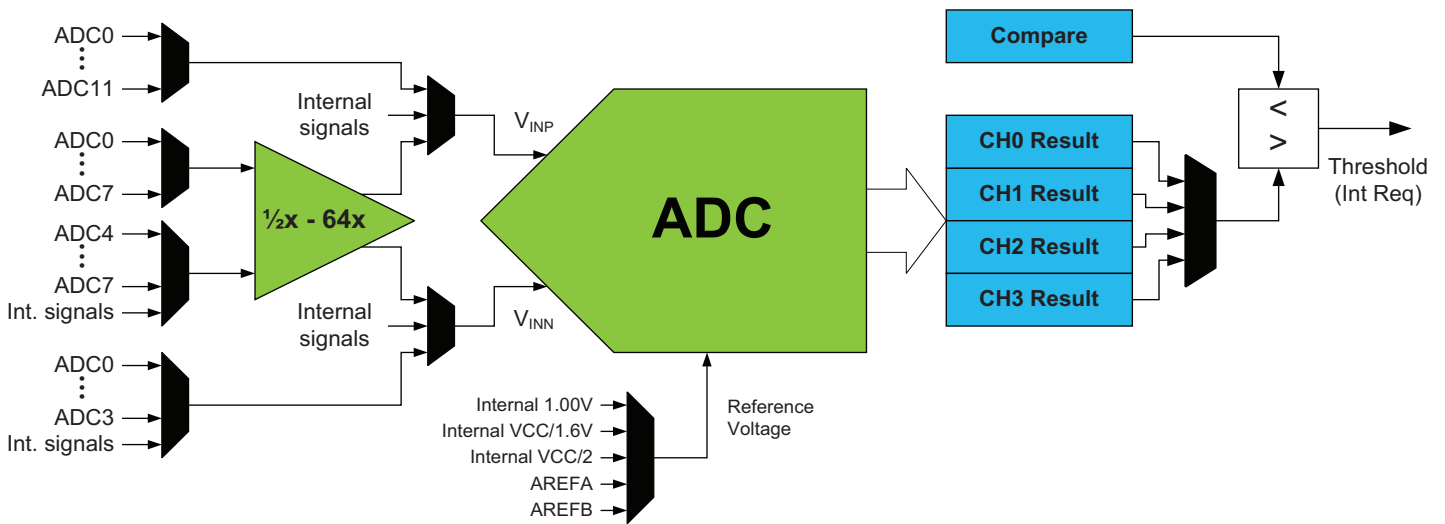 ADC0
ADC11
Internal
signals
ADC0
ADC7
ADC4
ADC7
Int. signals
½x - 64x
Internal
signals
ADC0
ADC3
Int. signals
VINP
VINN
ADC
Internal 1.00V
Internal VCC/1.6V
Internal VCC/2
AREFA
AREFB
Reference
Voltage
Compare
CH0 Result
CH1 Result
CH2 Result
CH3 Result
<
>
Threshold
(Int Req)